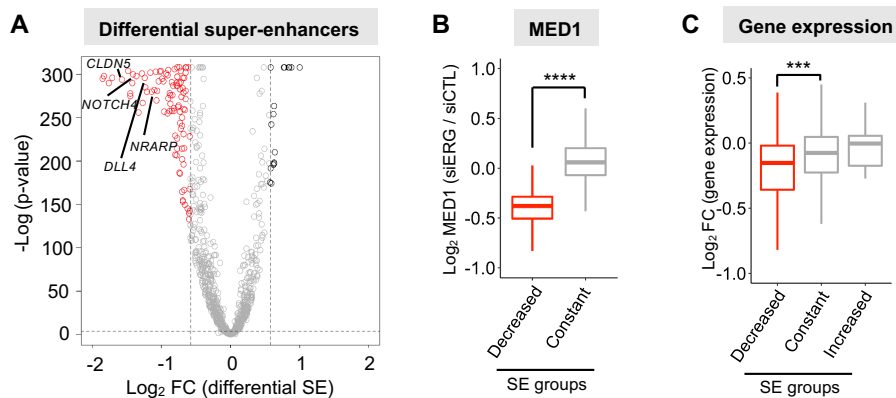 A
Differential super-enhancers
-Log (p-value)
300
250
200
150
100
50
0
CLDN5
NOTCH4
NRARP
DLL4
-2
-1
0
1
2
Log2 FC (differential SE)
B
MED1
Log2 MED1 (siERG / siCTL)
1.0
0.5
0.0
-0.5
-1.0
****
Decreased
Constant
SE groups
C
Gene expression
Log2 FC (gene expression)
0.5
-0.0
-0.5
-1.0
***
Decreased
Constant
Increased
SE groups